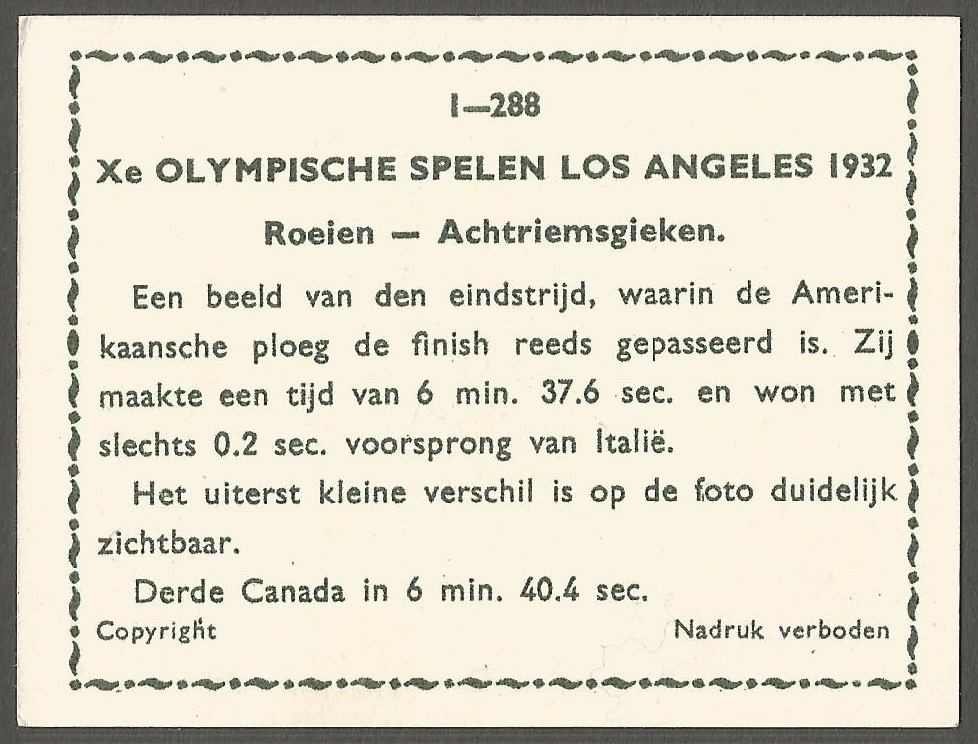 I—288
Xe OLYMPISCHE SPELEN LOS ANGELES 1932
Roeien — Achtriemsgieken.
Een beeld van den eindstrijd, waarin de Ameri-
kaansche ploeg de finish reeds gepasseerd is. Zij
maakte een tijd van 6 min. 37.6 sec. en won met
slechts 0.2 sec. voorsprong van Italië.
Het uiterst kleine verschil is op de foto duidelijk
zichtbaar.
Derde Canada in 6 min. 40.4 sec.
Copyright Nadruk verboden